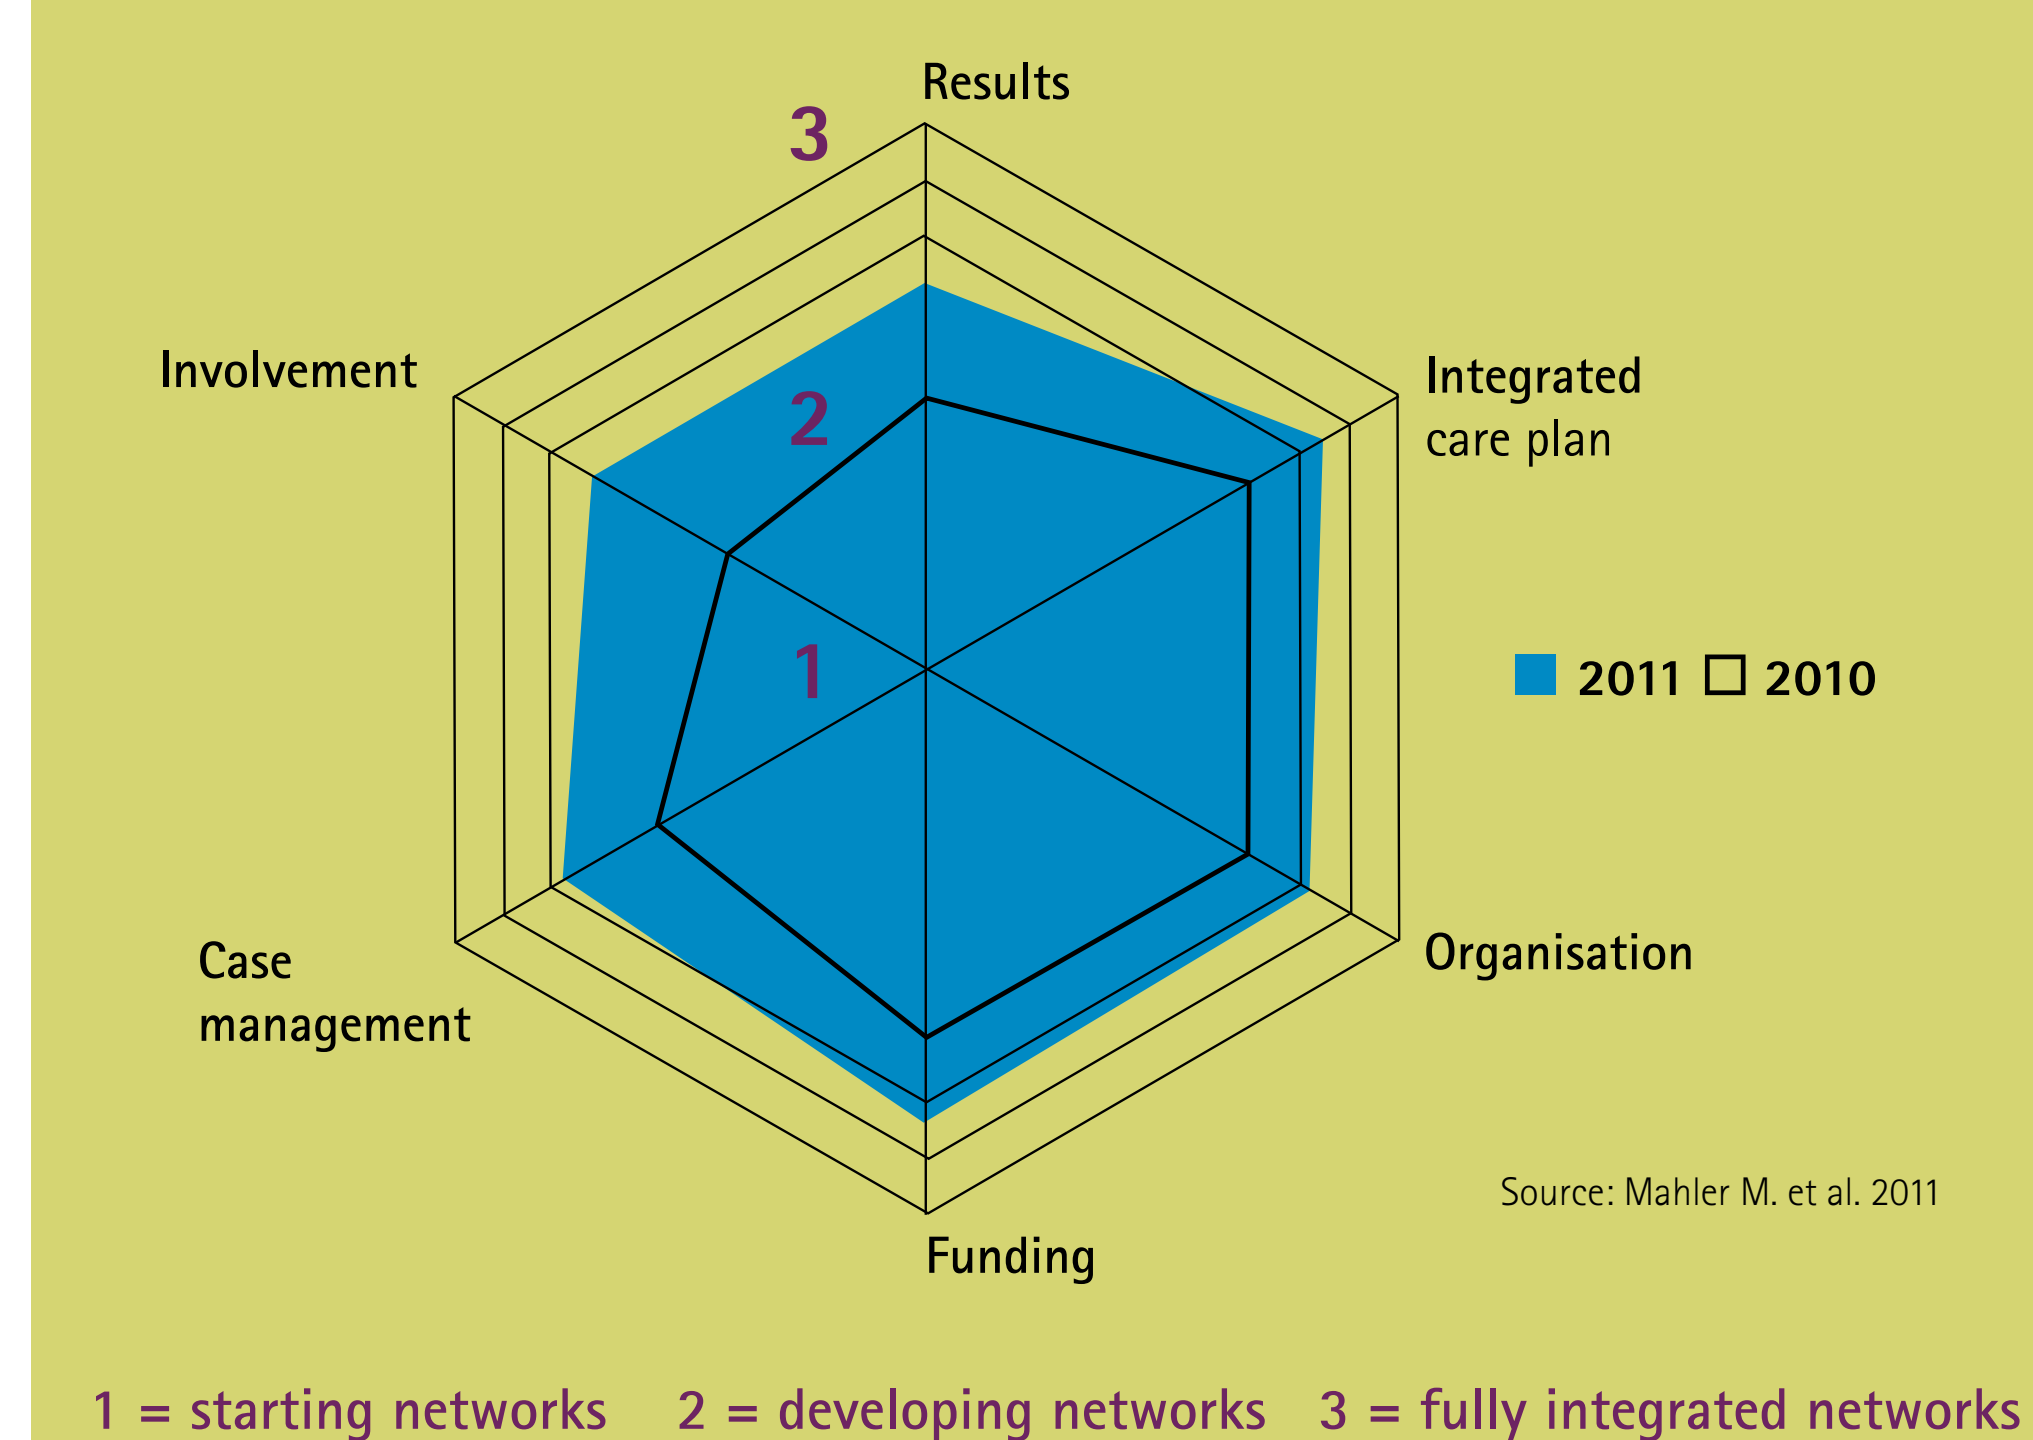 Results
3
Involvement
Integrated
care plan
2
1
2011 2010
Case
management
Organisation
Source: Mahler M. et al. 2011
Funding
1 = starting networks 2 = developing networks 3 = fully integrated networks